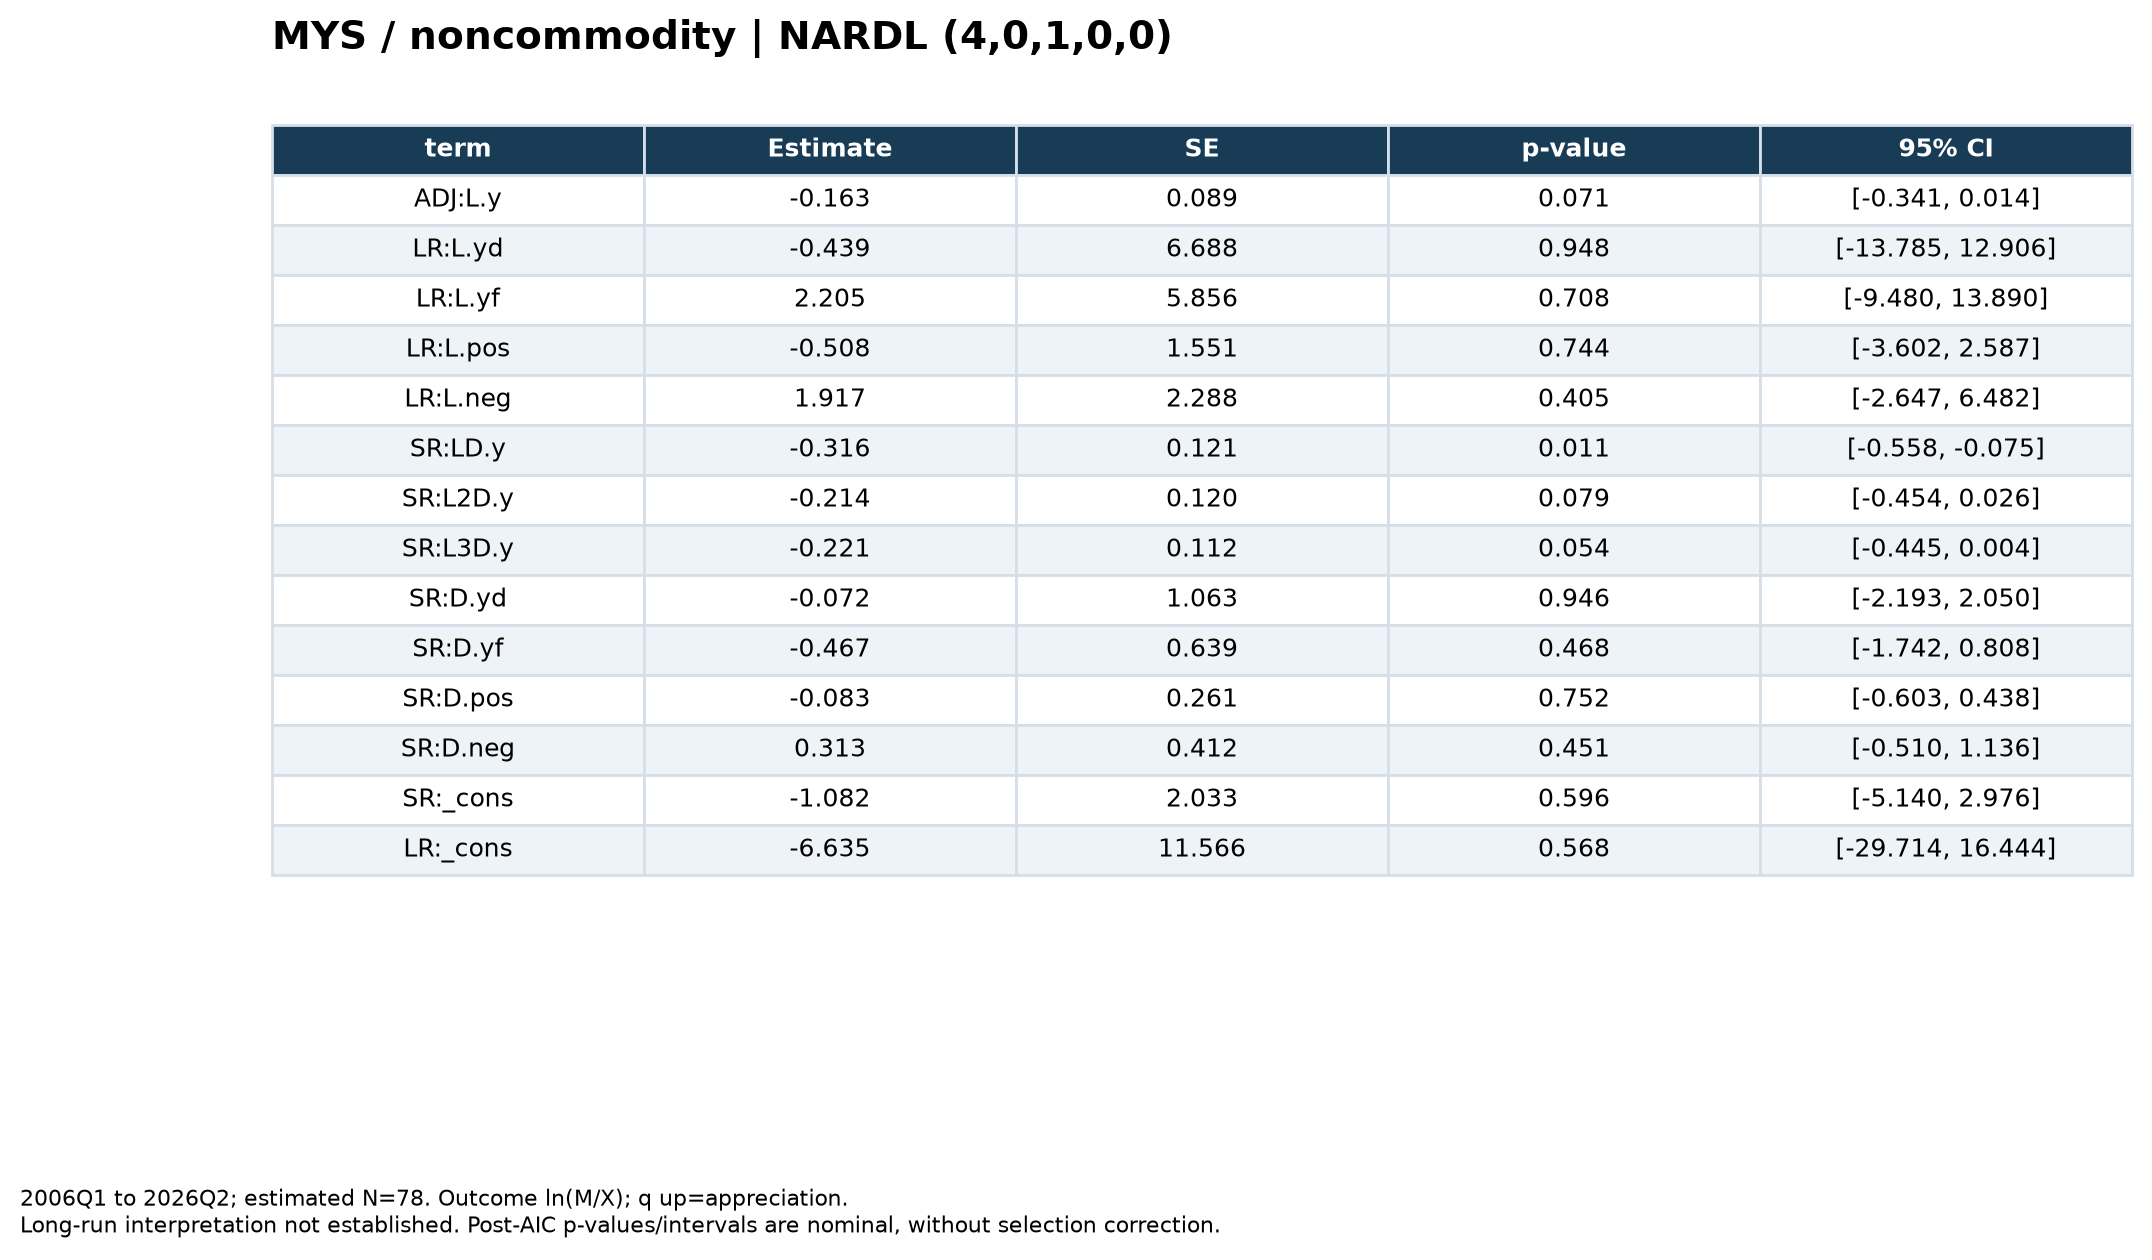 MYS / noncommodity | NARDL (4,0,1,0,0)
term Estimate SE p-value 95% CI
ADJ:L.y -0.163 0.089 0.071 [-0.341, 0.014]
LR:L.yd -0.439 6.688 0.948 [-13.785, 12.906]
LR:L.yf 2.205 5.856 0.708 [-9.480, 13.890]
LR:L.pos -0.508 1.551 0.744 [-3.602, 2.587]
LR:L.neg 1.917 2.288 0.405 [-2.647, 6.482]
SR:LD.y -0.316 0.121 0.011 [-0.558, -0.075]
SR:L2D.y -0.214 0.120 0.079 [-0.454, 0.026]
SR:L3D.y -0.221 0.112 0.054 [-0.445, 0.004]
SR:D.yd -0.072 1.063 0.946 [-2.193, 2.050]
SR:D.yf -0.467 0.639 0.468 [-1.742, 0.808]
SR:D.pos -0.083 0.261 0.752 [-0.603, 0.438]
SR:D.neg 0.313 0.412 0.451 [-0.510, 1.136]
SR:_cons -1.082 2.033 0.596 [-5.140, 2.976]
LR:_cons -6.635 11.566 0.568 [-29.714, 16.444]
2006Q1 to 2026Q2; estimated N=78. Outcome ln(M/X); q up=appreciation.
Long-run interpretation not established. Post-AIC p-values/intervals are nominal, without selection correction.